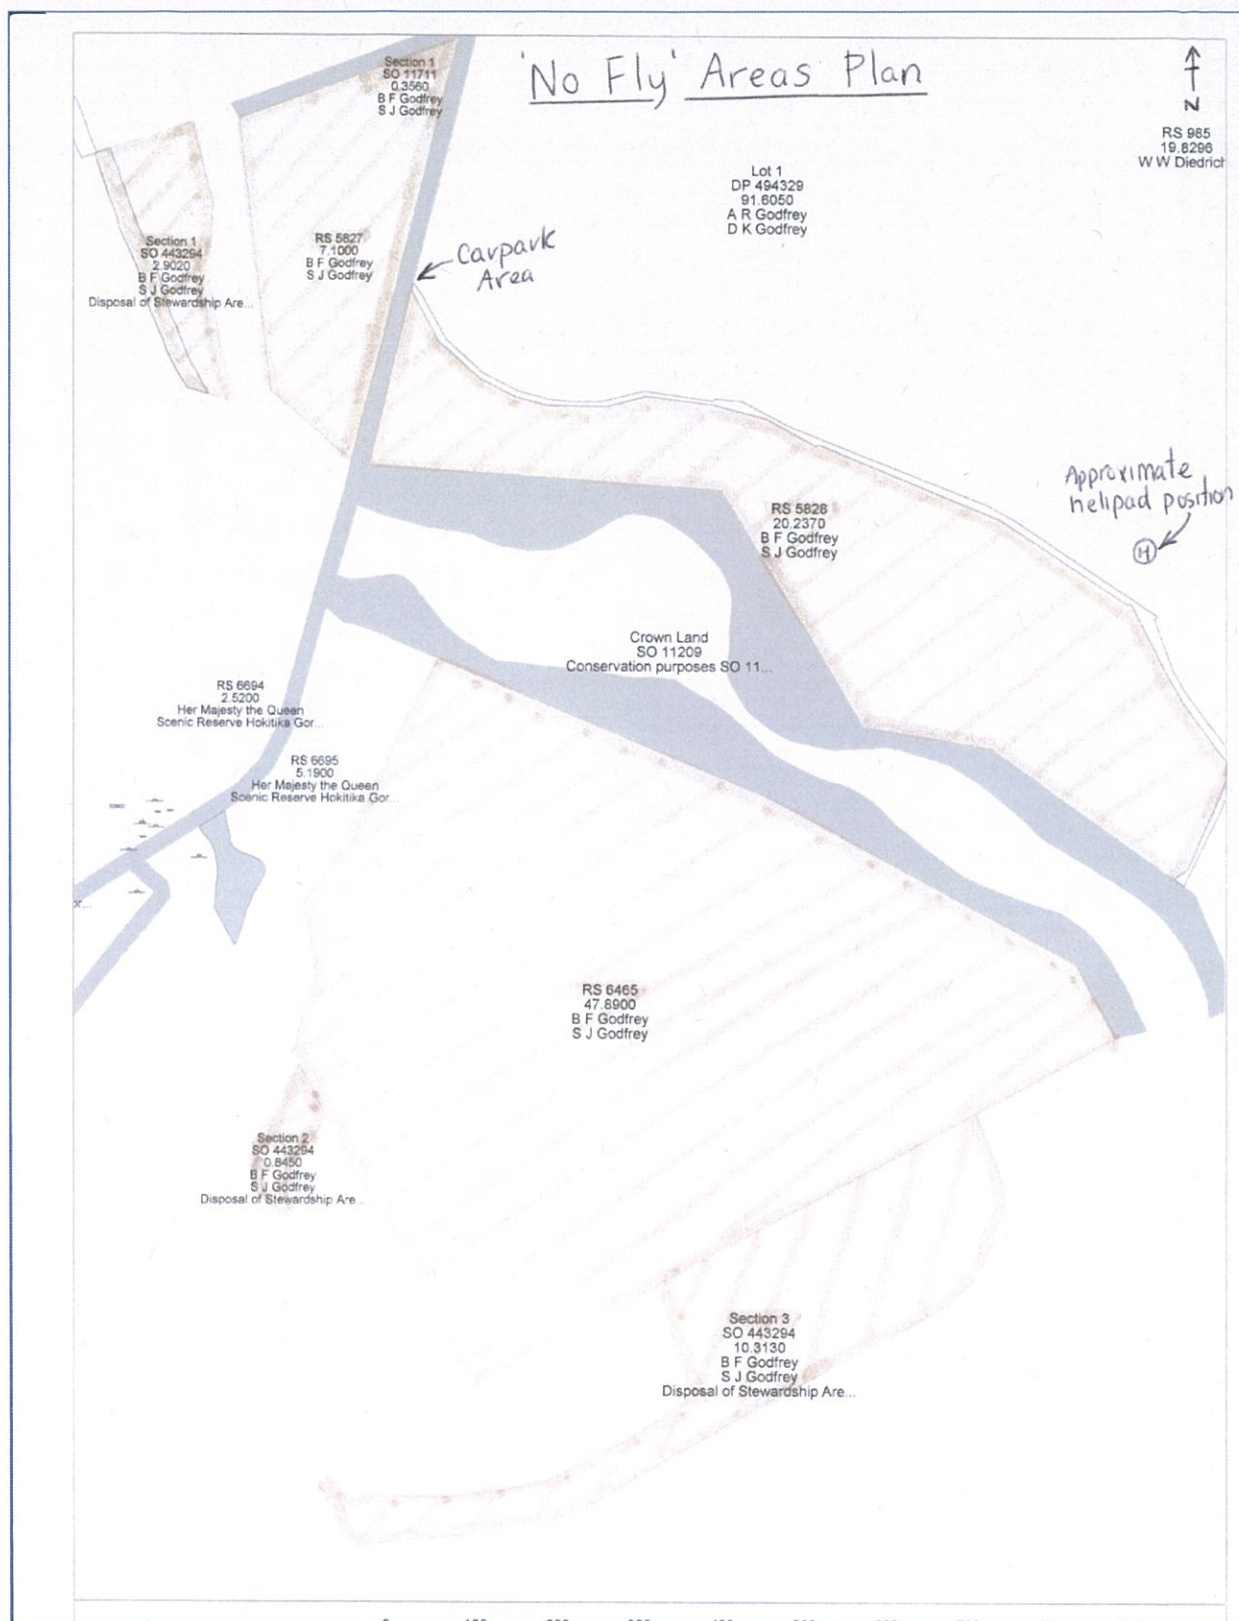 'No Fly' Areas Plan
N
Section 1
SO 11711
0.3560
B F Godfrey
S J Godfrey
RS 985
19.8296
W W Diedrich
Lot 1
DP 494329
91.6050
A R Godfrey
D K Godfrey
Section 1
SO 443294
2.9020
B F Godfrey
S J Godfrey
Disposal of Stewardship Are...
RS 5827
7.1000
B F Godfrey
S J Godfrey
Carpark
Area
Approximate
helipad position
H
RS 5828
20.2370
B F Godfrey
S J Godfrey
Crown Land
SO 11209
Conservation purposes SO 11...
RS 6694
2.5200
Her Majesty the Queen
Scenic Reserve Hokitika Gor...
RS 6695
5.1900
Her Majesty the Queen
Scenic Reserve Hokitika Gor...
or...
RS 6465
47.8900
B F Godfrey
S J Godfrey
Section 2
SO 443294
0.8450
B F Godfrey
S J Godfrey
Disposal of Stewardship Are...
Section 3
SO 443294
10.3130
B F Godfrey
S J Godfrey
Disposal of Stewardship Are...